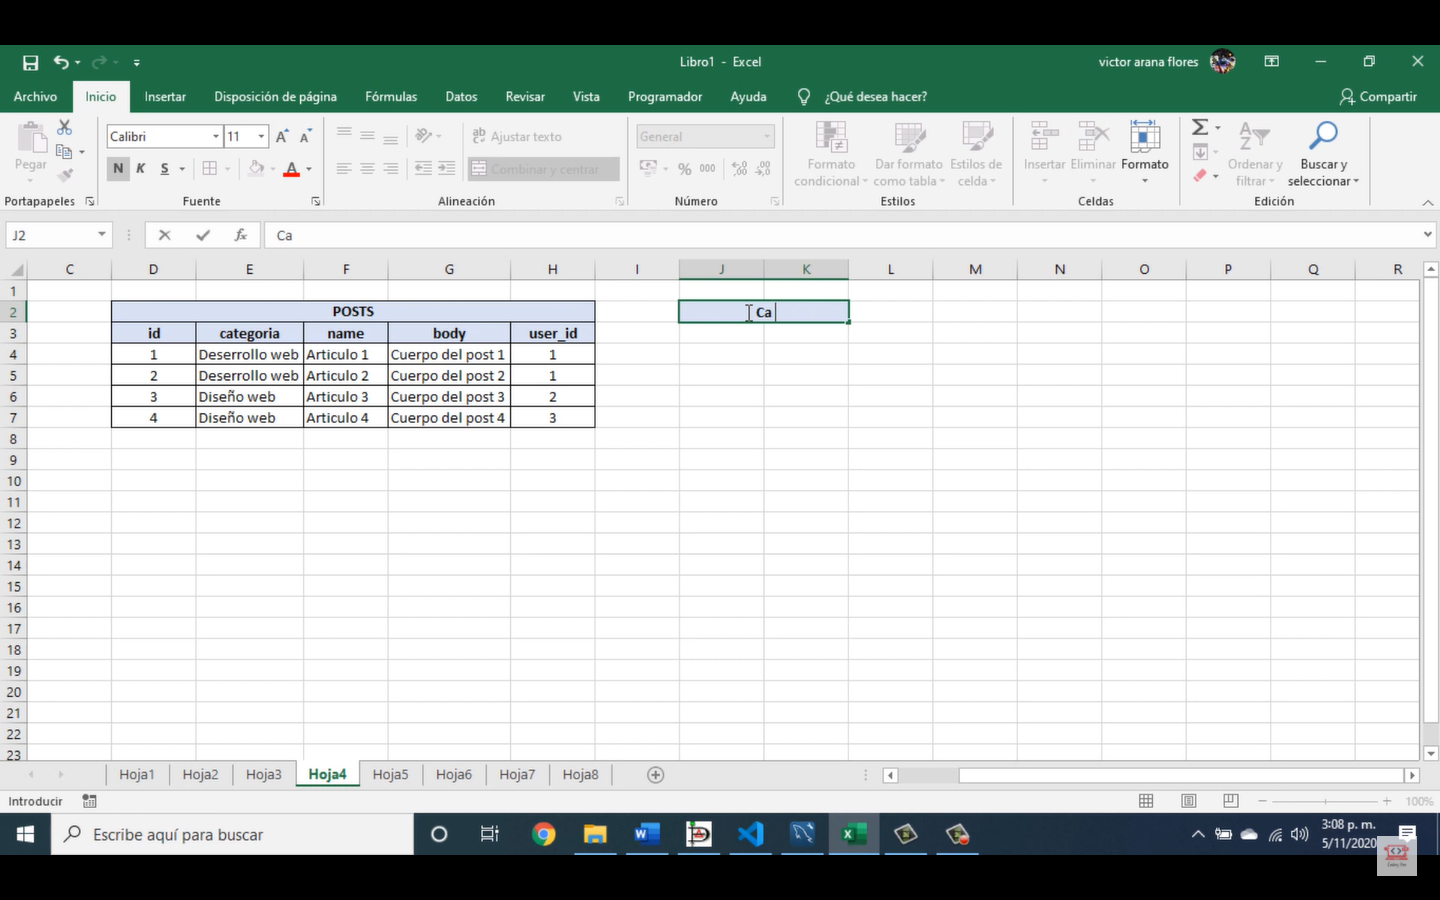 Libro1 - Excel
victor arana flores
Archivo Inicio Insertar Disposición de página Fórmulas Datos Revisar Vista Programador Ayuda ¿Qué desea hacer? Compartir
Pegar
Calibri 11
N K S
Ajustar texto
Combinar y centrar
General
% 000
Formato condicional
Dar formato como tabla
Estilos de celda
Insertar Eliminar Formato
Ordenar y filtrar
Buscar y seleccionar
Portapapeles Fuente Alineación Número Estilos Celdas Edición
J2 fx Ca
C D E F G H I J K L M N O P Q R
1
2 POSTS Ca
3 id categoria name body user_id
4 1 Deserrollo web Articulo 1 Cuerpo del post 1 1
5 2 Deserrollo web Articulo 2 Cuerpo del post 2 1
6 3 Diseño web Articulo 3 Cuerpo del post 3 2
7 4 Diseño web Articulo 4 Cuerpo del post 4 3
8
9
10
11
12
13
14
15
16
17
18
19
20
21
22
23
Hoja1 Hoja2 Hoja3 Hoja4 Hoja5 Hoja6 Hoja7 Hoja8
Introducir 100%
Escribe aquí para buscar
3:08 p. m.
5/11/2020